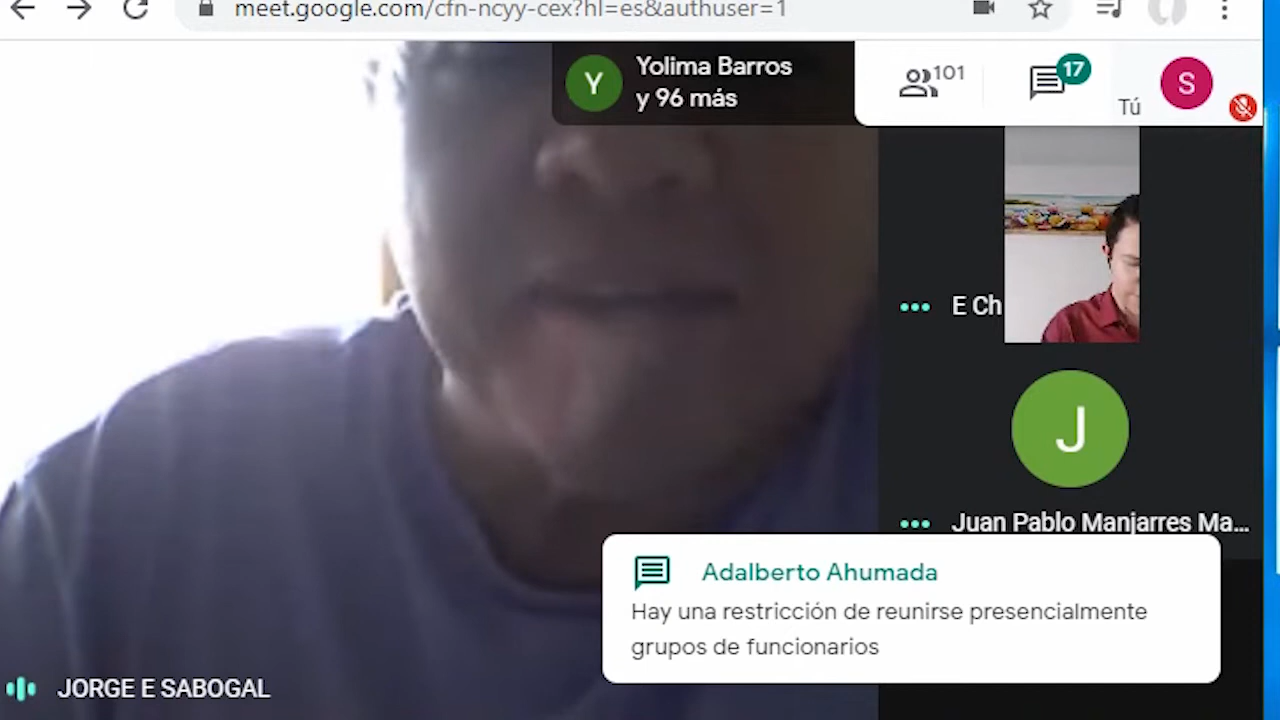 meet.google.com/cfn-ncyy-cex?hl=es&authuser=1
Y
Yolima Barros
y 96 más
101
17
Tú
S
E Ch
J
Juan Pablo Manjarres Ma...
Adalberto Ahumada
Hay una restricción de reunirse presencialmente
grupos de funcionarios
JORGE E SABOGAL